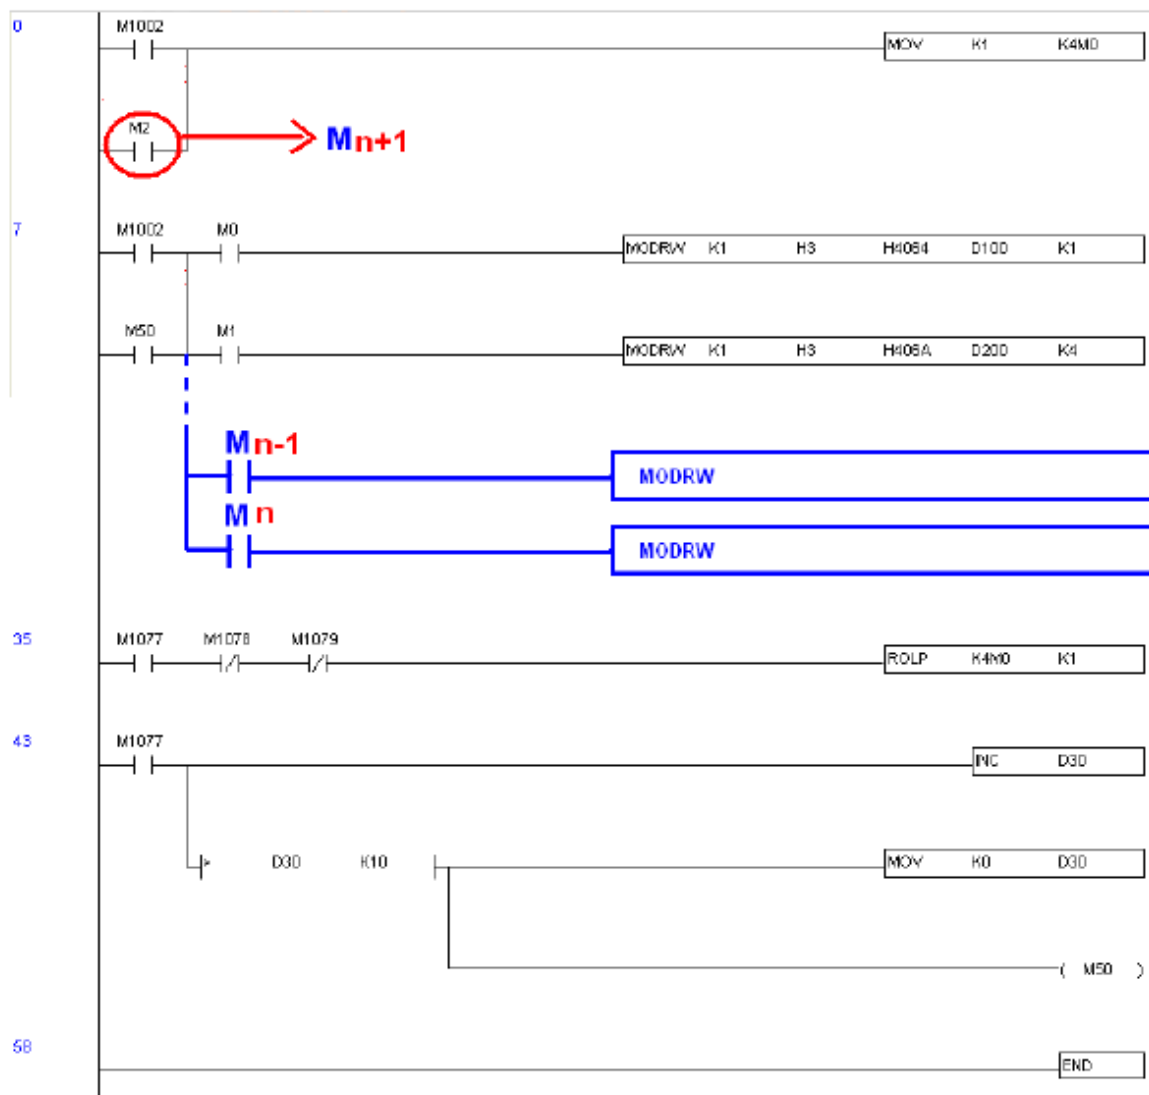 0
M1002
MOV K1 K4M0
M2
Mn+1
7
M1002 M0
MODRW K1 H3 H4064 D100 K1
M50 M1
MODRW K1 H3 H406A D200 K4
Mn-1
MODRW
Mn
MODRW
35
M1077 M1078 M1079
ROLP K4M0 K1
43
M1077
INC D30
> D30 K10
MOV K0 D30
( M50 )
58
END